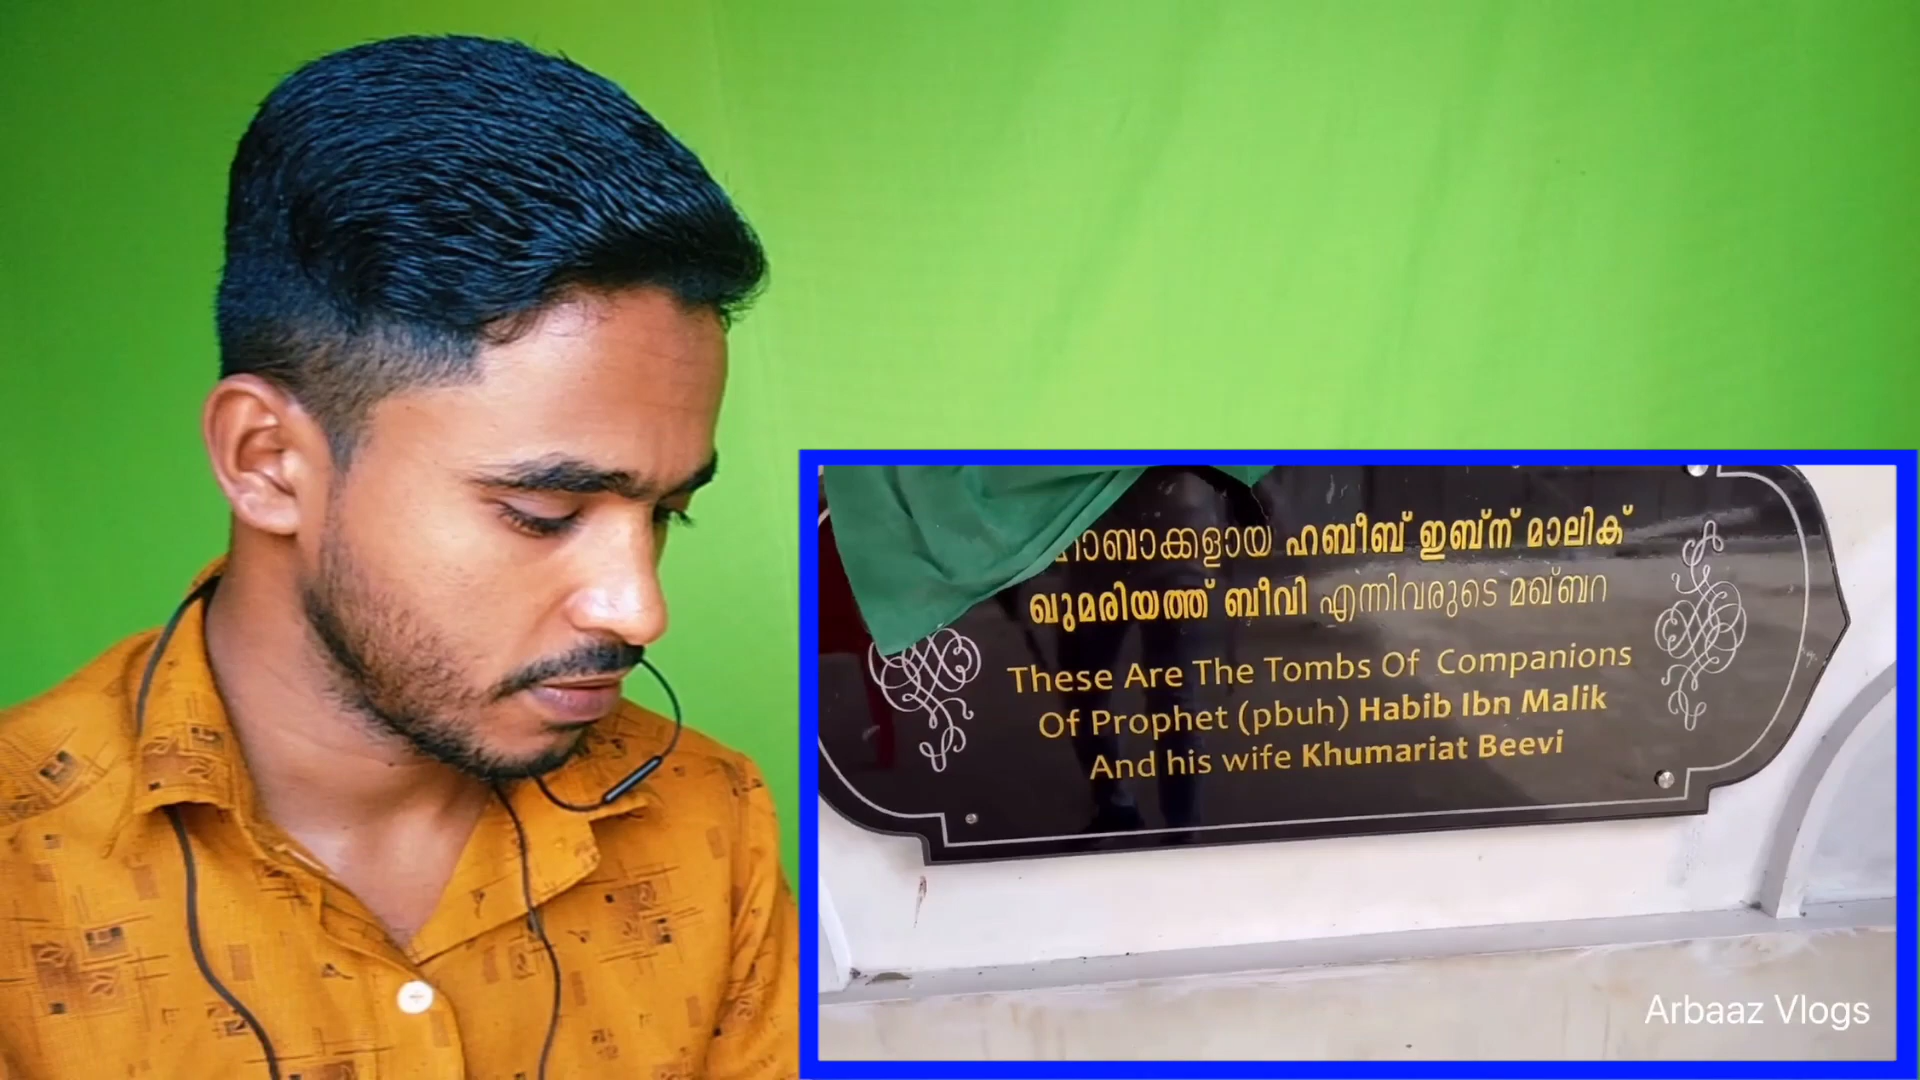 ഹബീബ് ഇബ്ന് മാലിക്
ഖുമരിയത്ത് ബീവി എന്നിവരുടെ മഖ്ബറ
These Are The Tombs Of Companions
Of Prophet (pbuh) Habib Ibn Malik
And his wife Khumariat Beevi
Arbaaz Vlogs